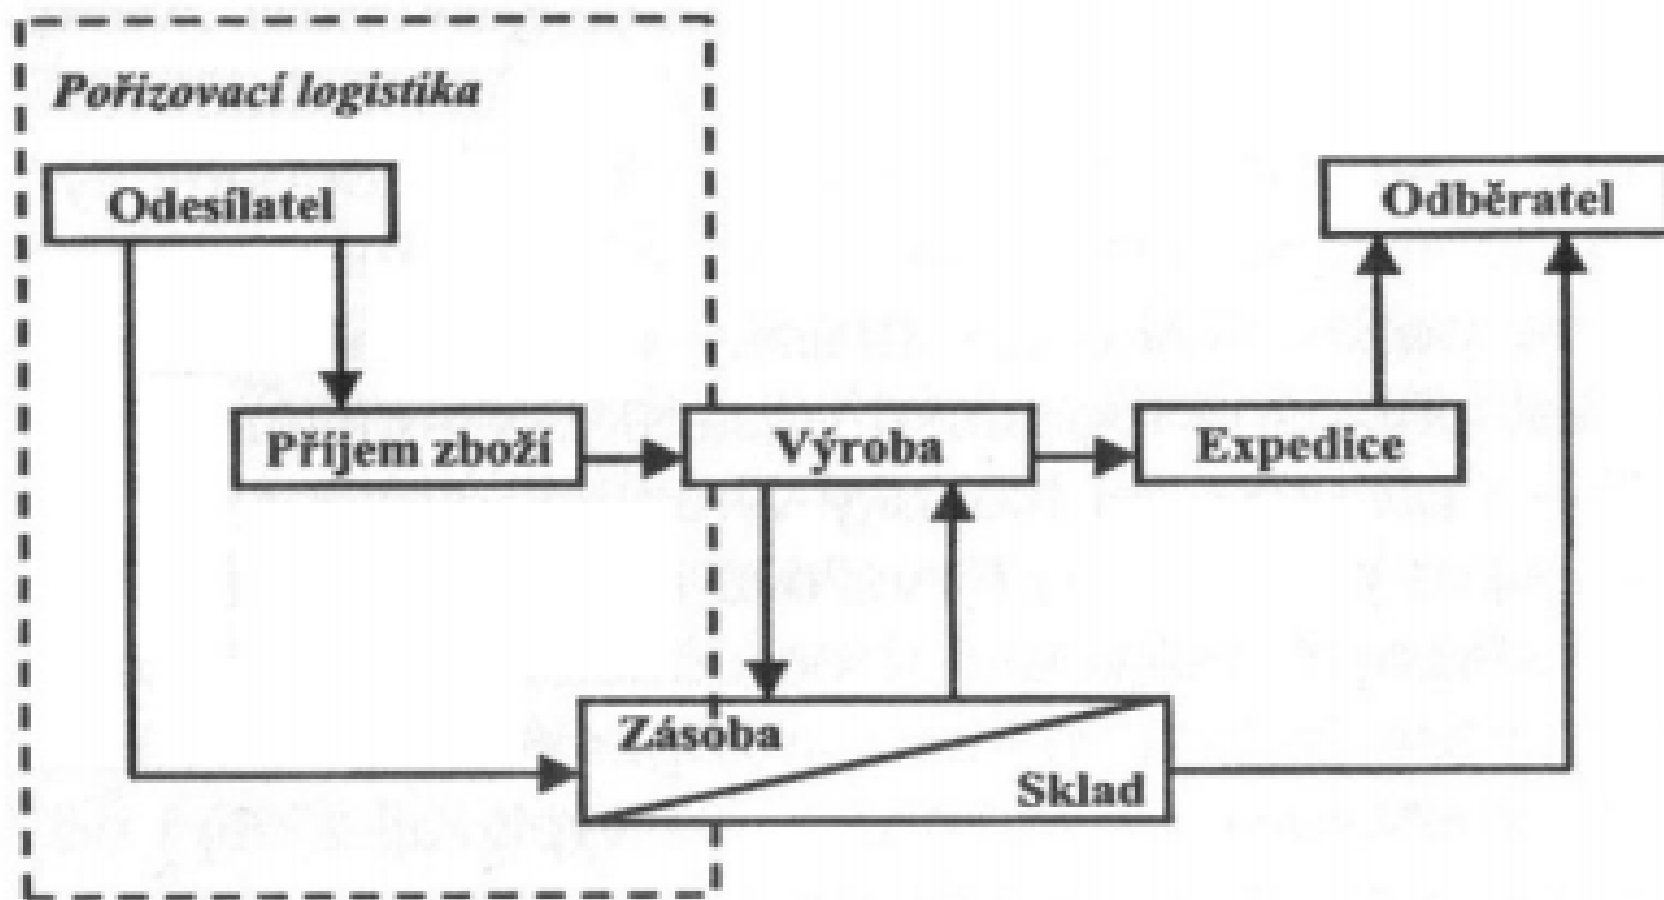 Pořizovací logistika
Odesílatel
Odběratel
Příjem zboží
Výroba
Expedice
Zásoba
Sklad